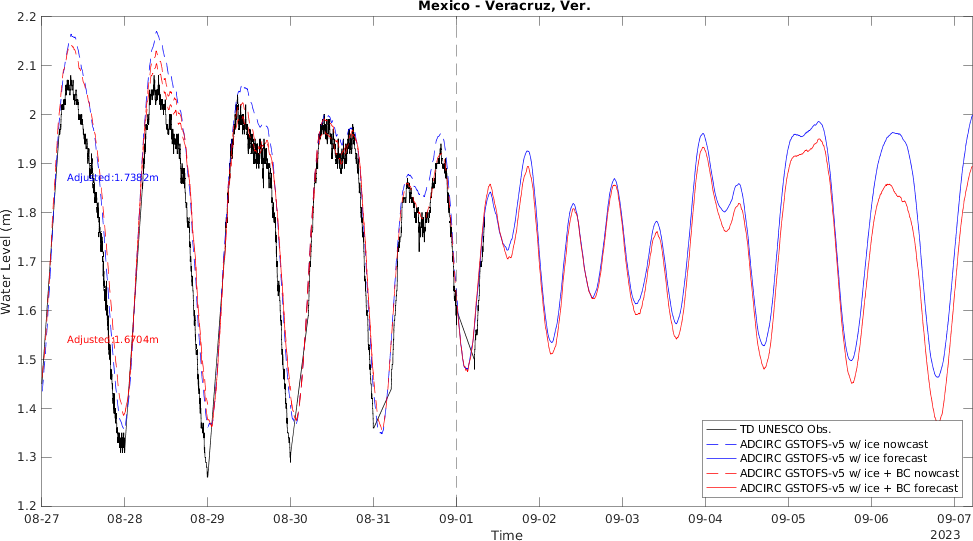 Mexico - Veracruz, Ver.
2.2
2.1
2
1.9
1.8
1.7
1.6
1.5
1.4
1.3
1.2
Water Level (m)
Adjusted:1.7382m
Adjusted:1.6704m
TD UNESCO Obs.
ADCIRC GSTOFS-v5 w/ ice nowcast
ADCIRC GSTOFS-v5 w/ ice forecast
ADCIRC GSTOFS-v5 w/ ice + BC nowcast
ADCIRC GSTOFS-v5 w/ ice + BC forecast
08-27 08-28 08-29 08-30 08-31 09-01 09-02 09-03 09-04 09-05 09-06 09-07
2023
Time